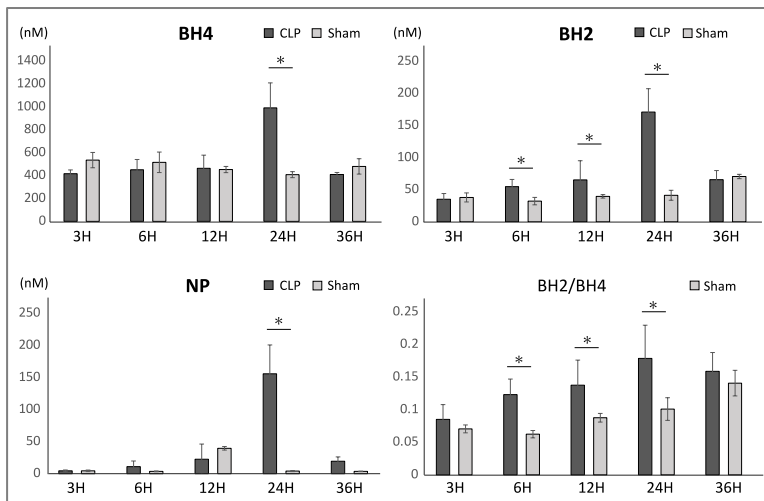 (nM)
BH4
CLP Sham
1400
1200
1000
800
600
400
200
0
*
3H 6H 12H 24H 36H
(nM)
BH2
CLP Sham
250
200
150
100
50
0
* * *
3H 6H 12H 24H 36H
(nM)
NP
CLP Sham
250
200
150
100
50
0
*
3H 6H 12H 24H 36H
BH2/BH4
Sham
0.25
0.2
0.15
0.1
0.05
0
* * *
3H 6H 12H 24H 36H